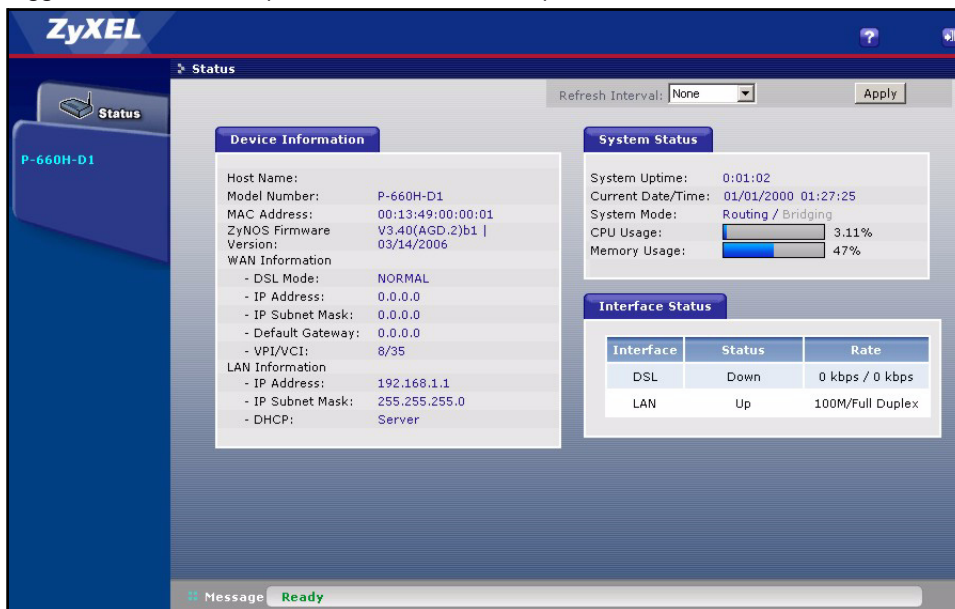 ZyXEL
?
Status
Status
P-660H-D1
Refresh Interval: None
Apply
Device Information
Host Name:
Model Number: P-660H-D1
MAC Address: 00:13:49:00:00:01
ZyNOS Firmware Version: V3.40(AGD.2)b1 | 03/14/2006
WAN Information
- DSL Mode: NORMAL
- IP Address: 0.0.0.0
- IP Subnet Mask: 0.0.0.0
- Default Gateway: 0.0.0.0
- VPI/VCI: 8/35
LAN Information
- IP Address: 192.168.1.1
- IP Subnet Mask: 255.255.255.0
- DHCP: Server
System Status
System Uptime: 0:01:02
Current Date/Time: 01/01/2000 01:27:25
System Mode: Routing / Bridging
CPU Usage: 3.11%
Memory Usage: 47%
Interface Status
Interface Status Rate
DSL Down 0 kbps / 0 kbps
LAN Up 100M/Full Duplex
Message Ready